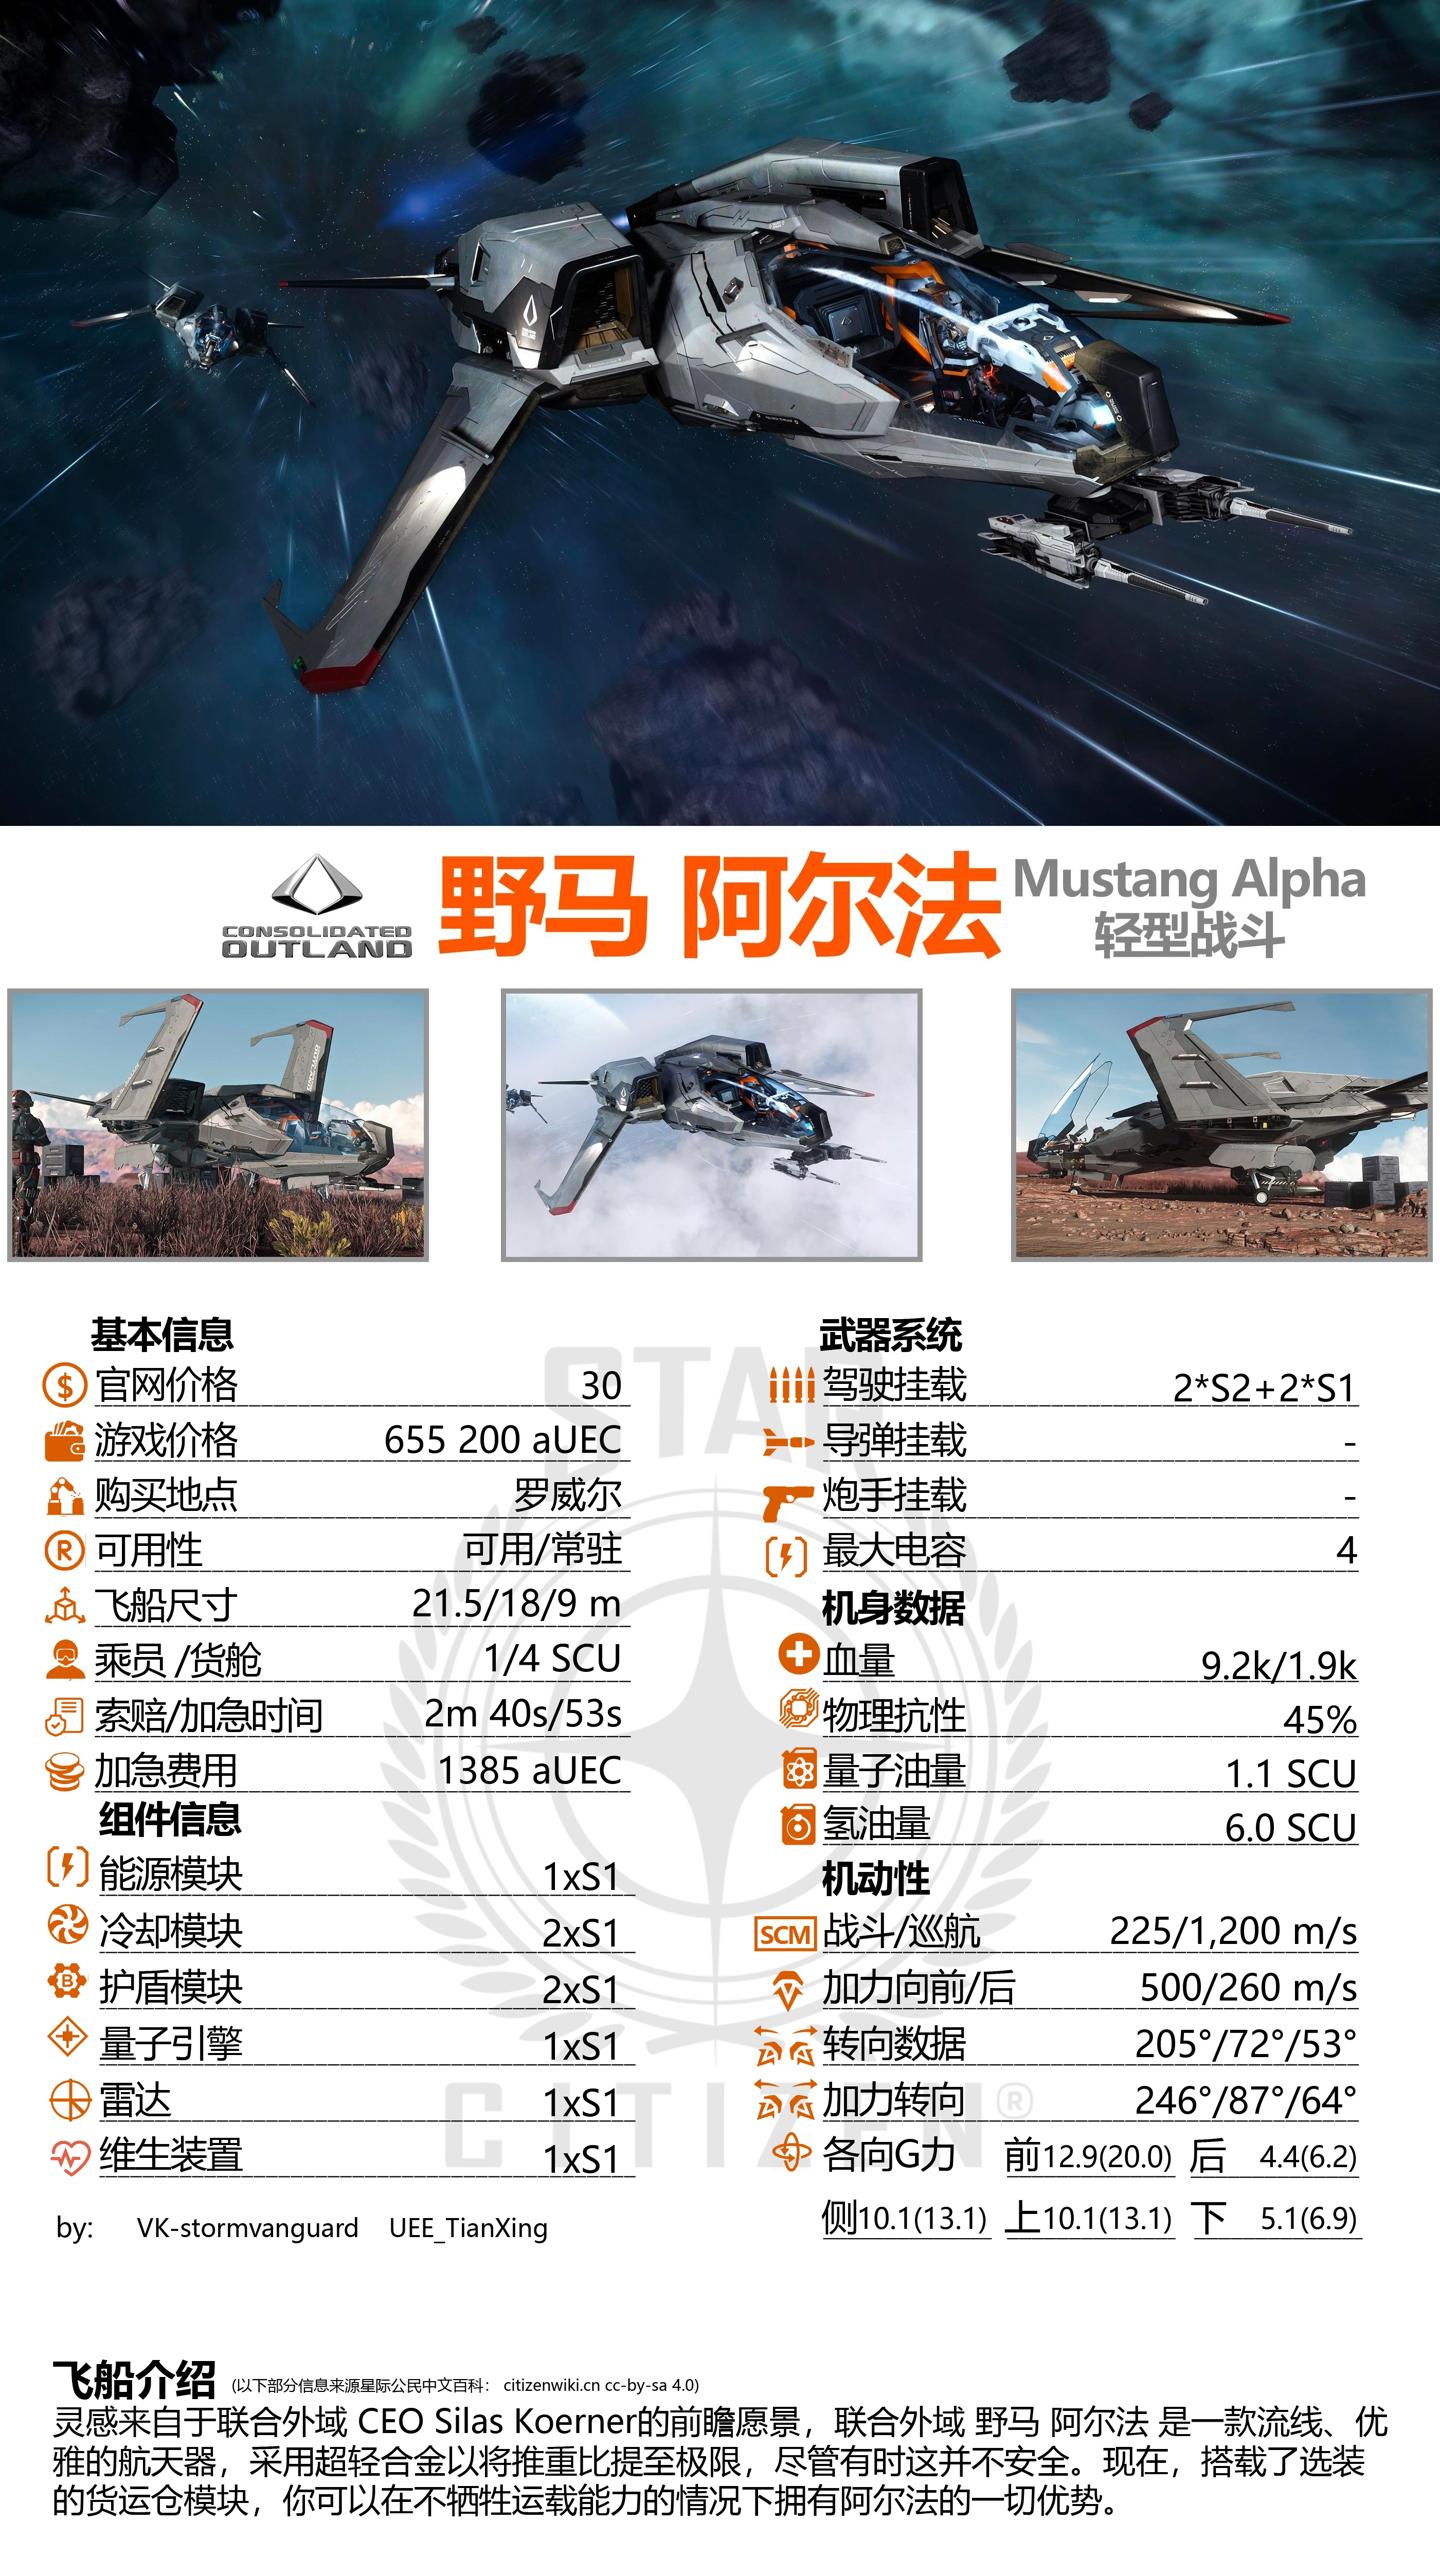 CONSOLIDATED
OUTLAND
野马 阿尔法
Mustang Alpha
轻型战斗
基本信息
官网价格 30
游戏价格 655 200 aUEC
购买地点 罗威尔
可用性 可用/常驻
飞船尺寸 21.5/18/9 m
乘员 /货舱 1/4 SCU
索赔/加急时间 2m 40s/53s
加急费用 1385 aUEC
组件信息
能源模块 1xS1
冷却模块 2xS1
护盾模块 2xS1
量子引擎 1xS1
雷达 1xS1
维生装置 1xS1
by: VK-stormvanguard UEE_TianXing
武器系统
驾驶挂载 2*S2+2*S1
导弹挂载 -
炮手挂载 -
最大电容 4
机身数据
血量 9.2k/1.9k
物理抗性 45%
量子油量 1.1 SCU
氢油量 6.0 SCU
机动性
SCM 战斗/巡航 225/1,200 m/s
加力向前/后 500/260 m/s
转向数据 205°/72°/53°
加力转向 246°/87°/64°
各向G力 前12.9(20.0) 后 4.4(6.2)
侧10.1(13.1) 上10.1(13.1) 下 5.1(6.9)
STAR
CITIZEN®
飞船介绍 (以下部分信息来源星际公民中文百科： citizenwiki.cn cc-by-sa 4.0)
灵感来自于联合外域 CEO Silas Koerner的前瞻愿景，联合外域 野马 阿尔法 是一款流线、优
雅的航天器，采用超轻合金以将推重比提至极限，尽管有时这并不安全。现在，搭载了选装
的货运仓模块，你可以在不牺牲运载能力的情况下拥有阿尔法的一切优势。